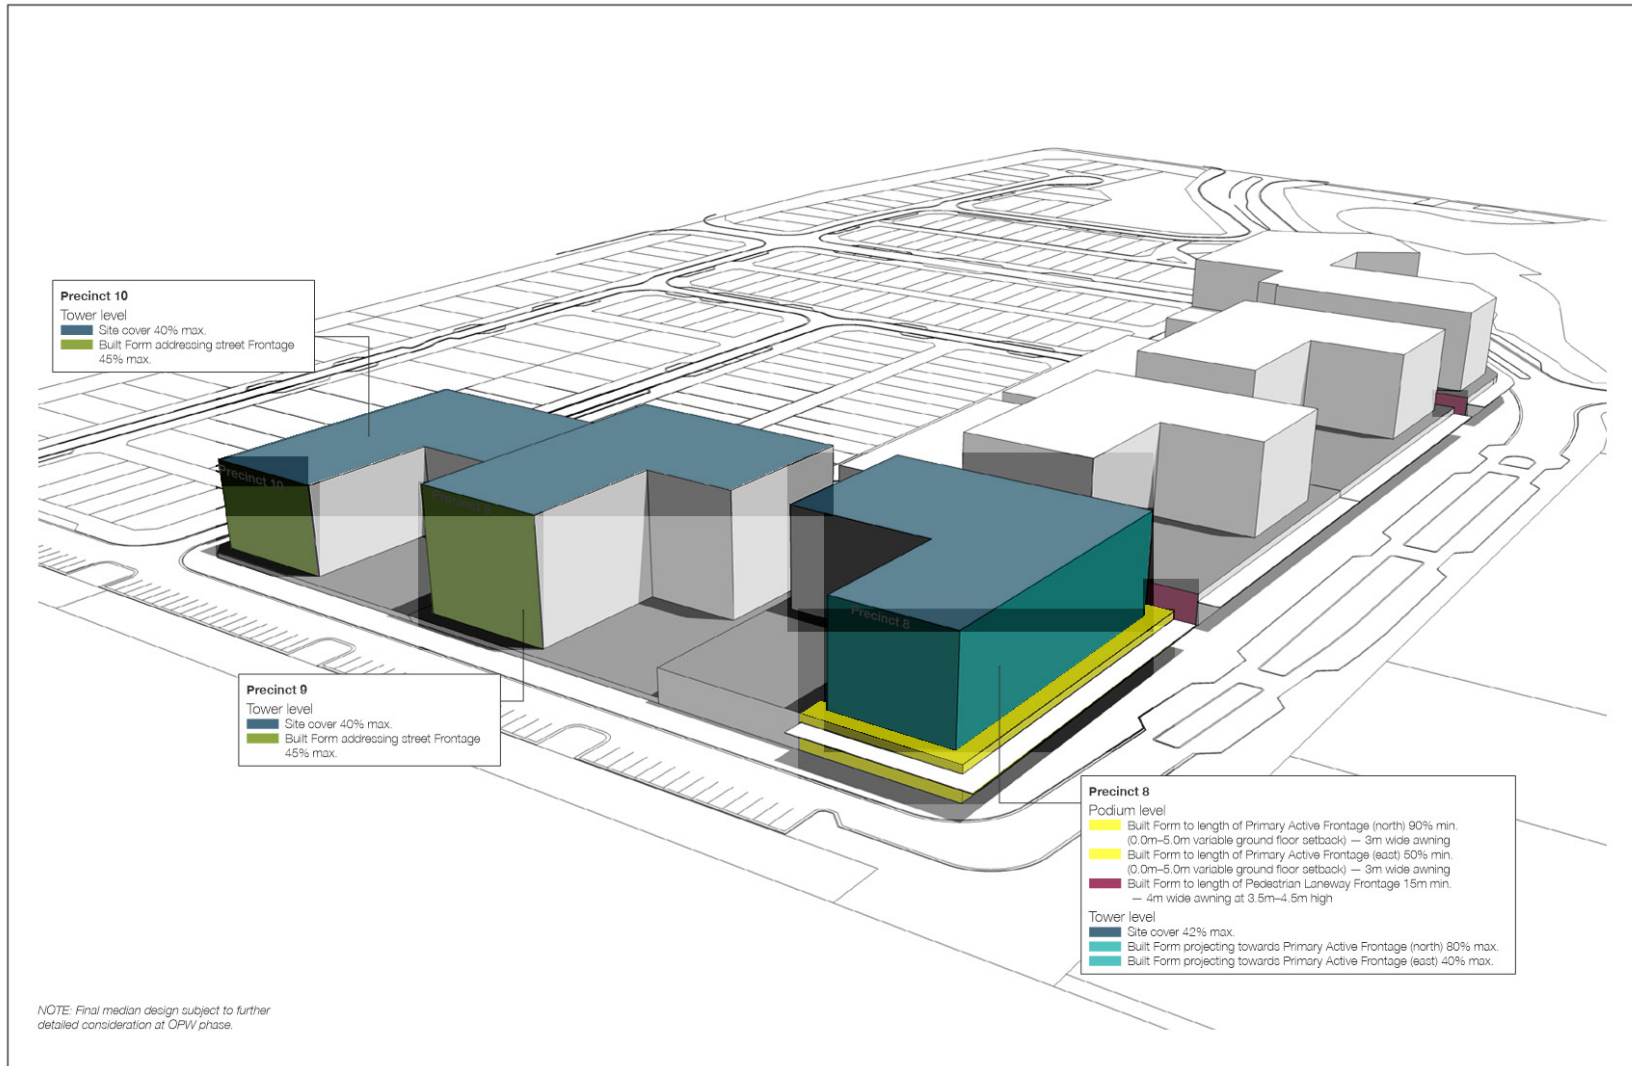 Precinct 10
Tower level
Site cover 40% max.
Built Form addressing street Frontage
45% max.
Precinct 10
Precinct 8
Precinct 9
Tower level
Site cover 40% max.
Built Form addressing street Frontage
45% max.
Precinct 8
Podium level
Built Form to length of Primary Active Frontage (north) 90% min.
(0.0m–5.0m variable ground floor setback) — 3m wide awning
Built Form to length of Primary Active Frontage (east) 50% min.
(0.0m–5.0m variable ground floor setback) — 3m wide awning
Built Form to length of Pedestrian Laneway Frontage 15m min.
— 4m wide awning at 3.5m–4.5m high
Tower level
Site cover 42% max.
Built Form projecting towards Primary Active Frontage (north) 80% max.
Built Form projecting towards Primary Active Frontage (east) 40% max.
NOTE: Final median design subject to further
detailed consideration at OPW phase.